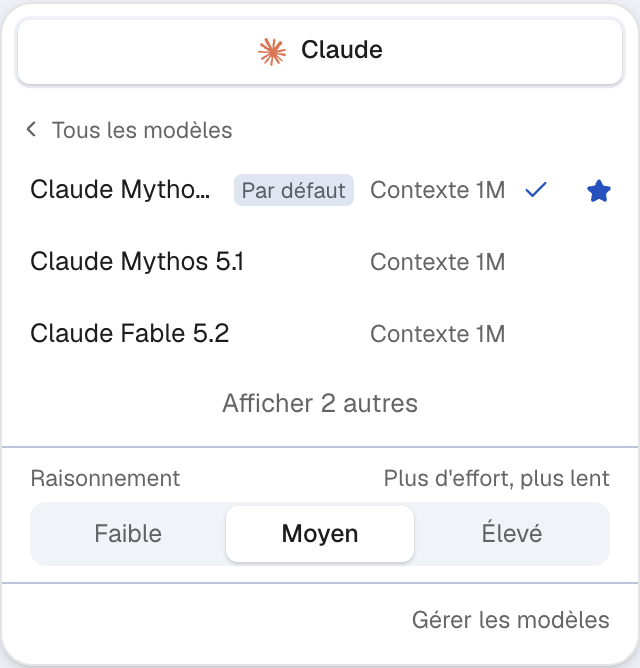 Claude
Tous les modèles
Claude Mytho... Par défaut Contexte 1M
Claude Mythos 5.1 Contexte 1M
Claude Fable 5.2 Contexte 1M
Afficher 2 autres
Raisonnement Plus d'effort, plus lent
Faible Moyen Élevé
Gérer les modèles